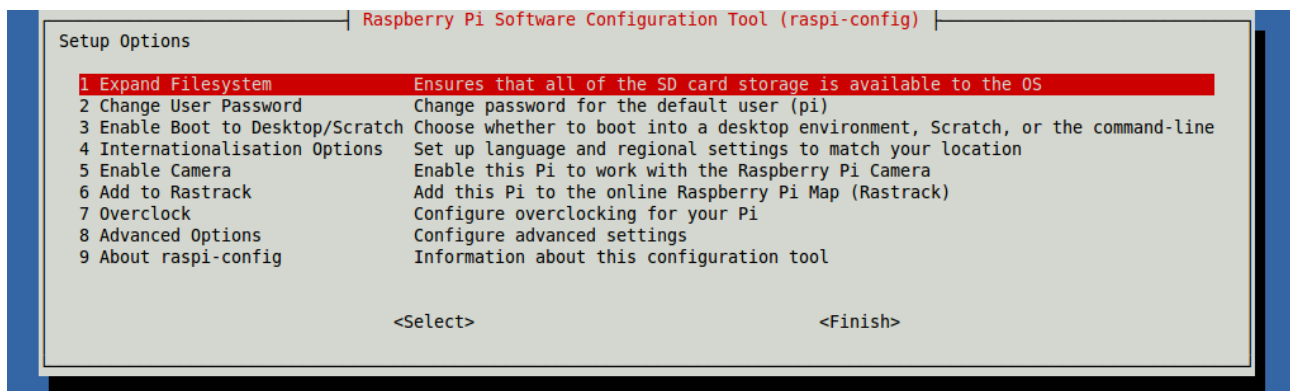 Raspberry Pi Software Configuration Tool (raspi-config)
Setup Options
1 Expand Filesystem Ensures that all of the SD card storage is available to the OS
2 Change User Password Change password for the default user (pi)
3 Enable Boot to Desktop/Scratch Choose whether to boot into a desktop environment, Scratch, or the command-line
4 Internationalisation Options Set up language and regional settings to match your location
5 Enable Camera Enable this Pi to work with the Raspberry Pi Camera
6 Add to Rastrack Add this Pi to the online Raspberry Pi Map (Rastrack)
7 Overclock Configure overclocking for your Pi
8 Advanced Options Configure advanced settings
9 About raspi-config Information about this configuration tool
<Select> <Finish>